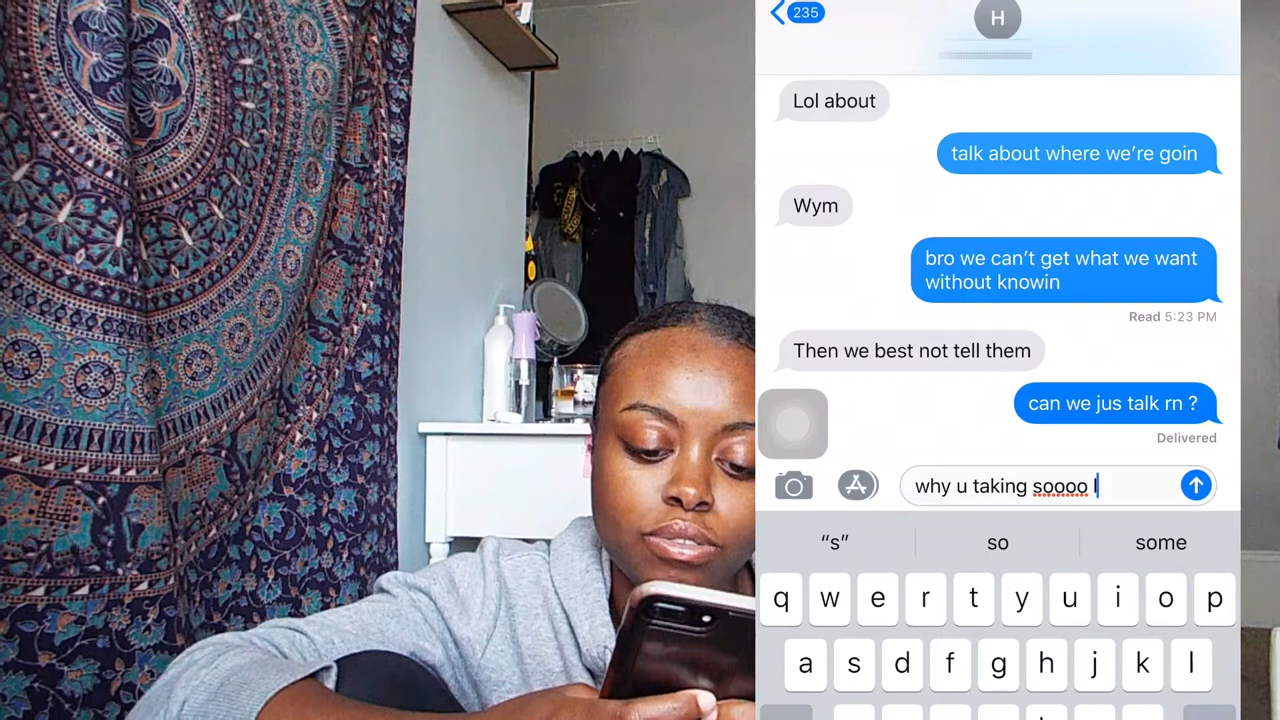 235
H
Lol about
talk about where we're goin
Wym
bro we can't get what we want
without knowin
Read 5:23 PM
Then we best not tell them
can we jus talk rn ?
Delivered
why u taking soooo l
“s” so some
q w e r t y u i o p
a s d f g h j k l